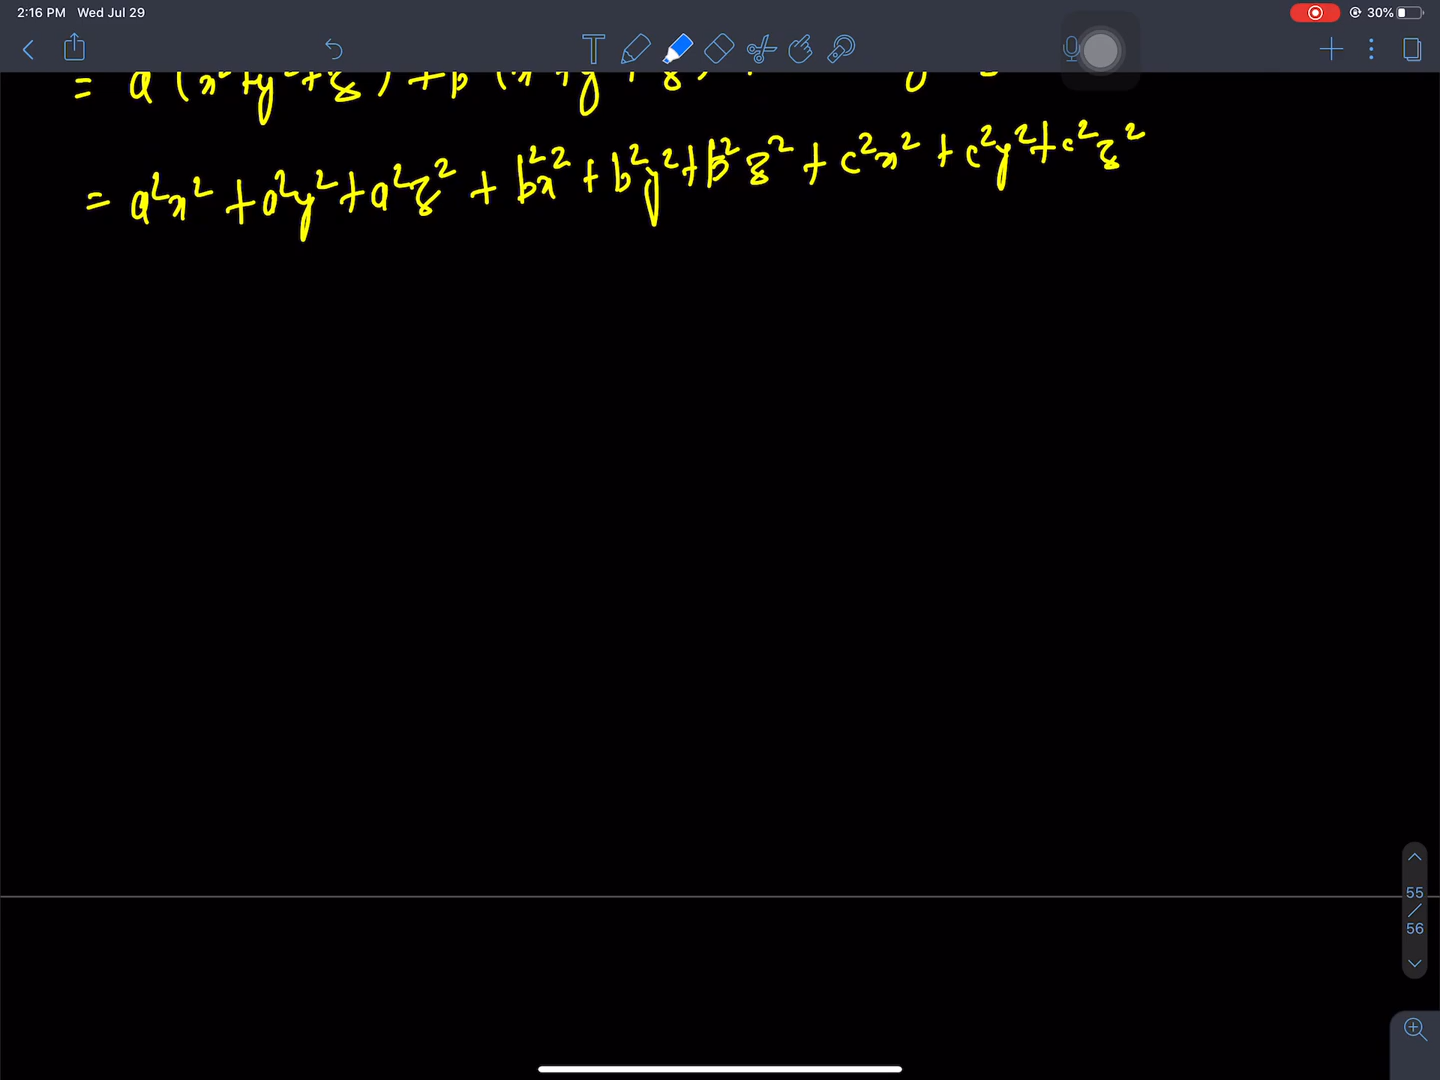 2:16 PM Wed Jul 29
30%
= a²x² + a²y² + a²z² + b²x² + b²y² + b²z² + c²x² + c²y² + c²z²
55
/
56